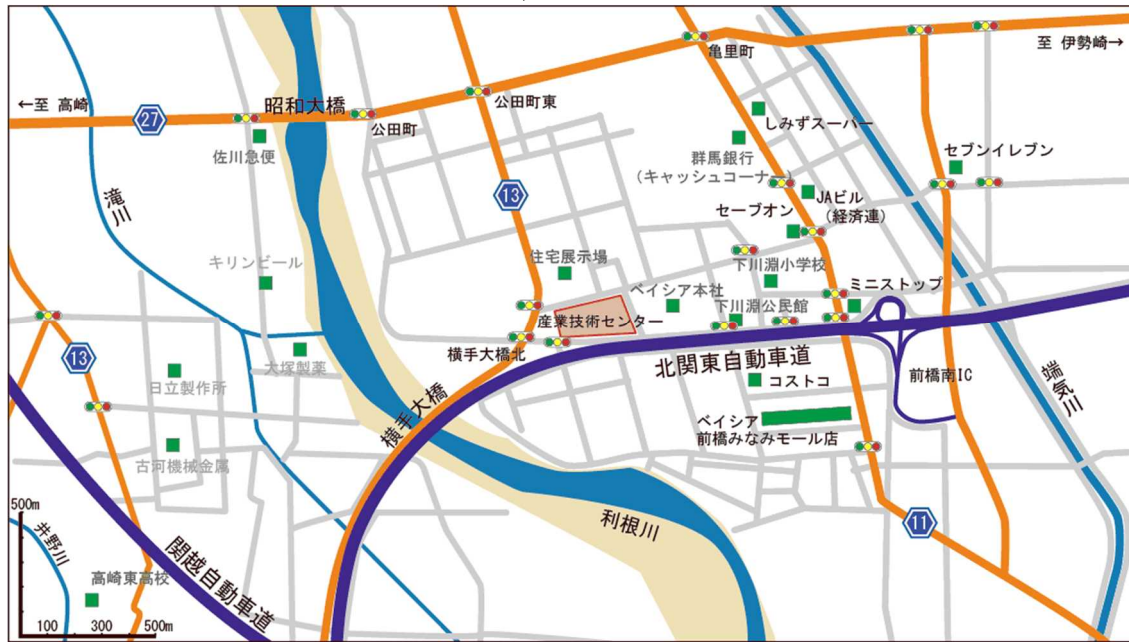 至 伊勢崎→
亀里町
←至 高崎
27
昭和大橋
公田町東
公田町
佐川急便
しみずスーパー
群馬銀行
(キャッシュコーナー)
セブンイレブン
滝川
13
JAビル
(経済連)
セーブオン
キリンビール
住宅展示場
下川淵小学校
ベイシア本社
下川淵公民館
ミニストップ
産業技術センター
横手大橋北
北関東自動車道
前橋南IC
端気川
13
大塚製薬
日立製作所
コストコ
横手大橋
ベイシア
前橋みなみモール店
古河機械金属
利根川
11
500m
井野川
関越自動車道
高崎東高校
100
300
500m